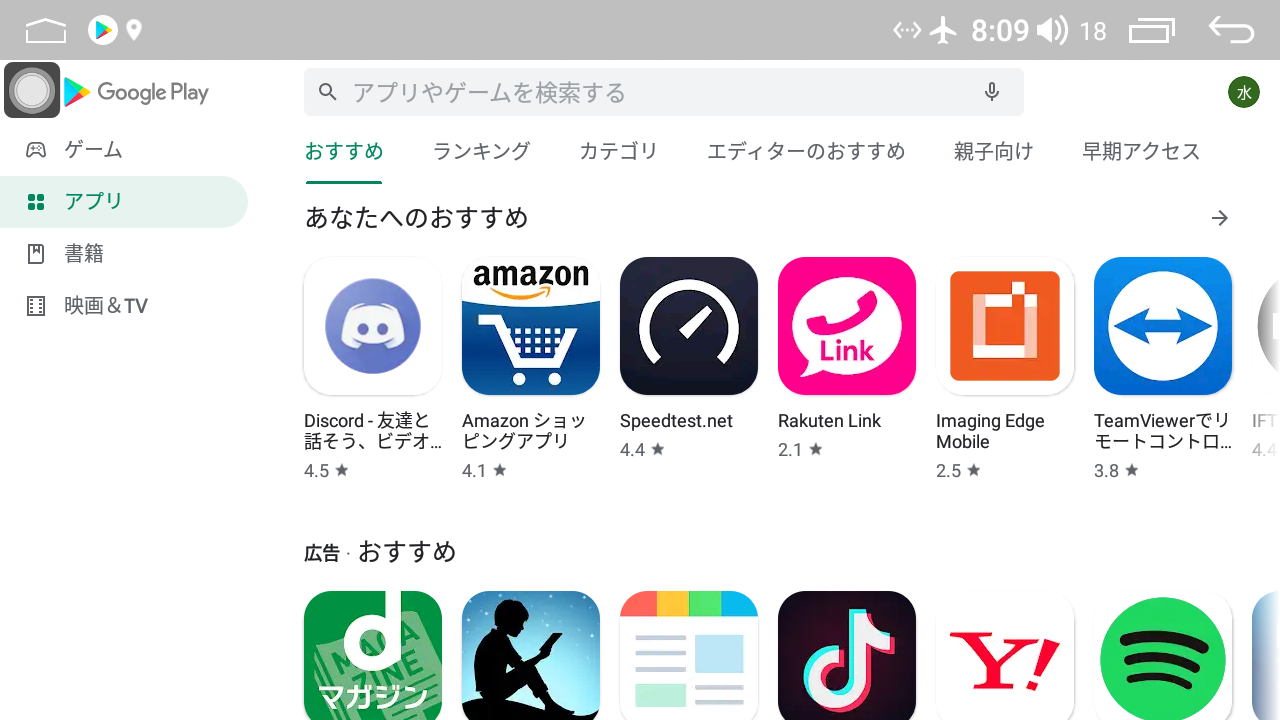 8:09
18
Google Play
アプリやゲームを検索する
水
ゲーム
アプリ
書籍
映画＆TV
おすすめ
ランキング
カテゴリ
エディターのおすすめ
親子向け
早期アクセス
あなたへのおすすめ
amazon
Link
Discord - 友達と
話そう、ビデオ...
4.5 ★
Amazon ショッ
ピングアプリ
4.1 ★
Speedtest.net
4.4 ★
Rakuten Link
2.1 ★
Imaging Edge
Mobile
2.5 ★
TeamViewerでリ
モートコントロ...
3.8 ★
IFT
4.4
広告 · おすすめ
d
MAGA
ZINE
マガジン
Y!